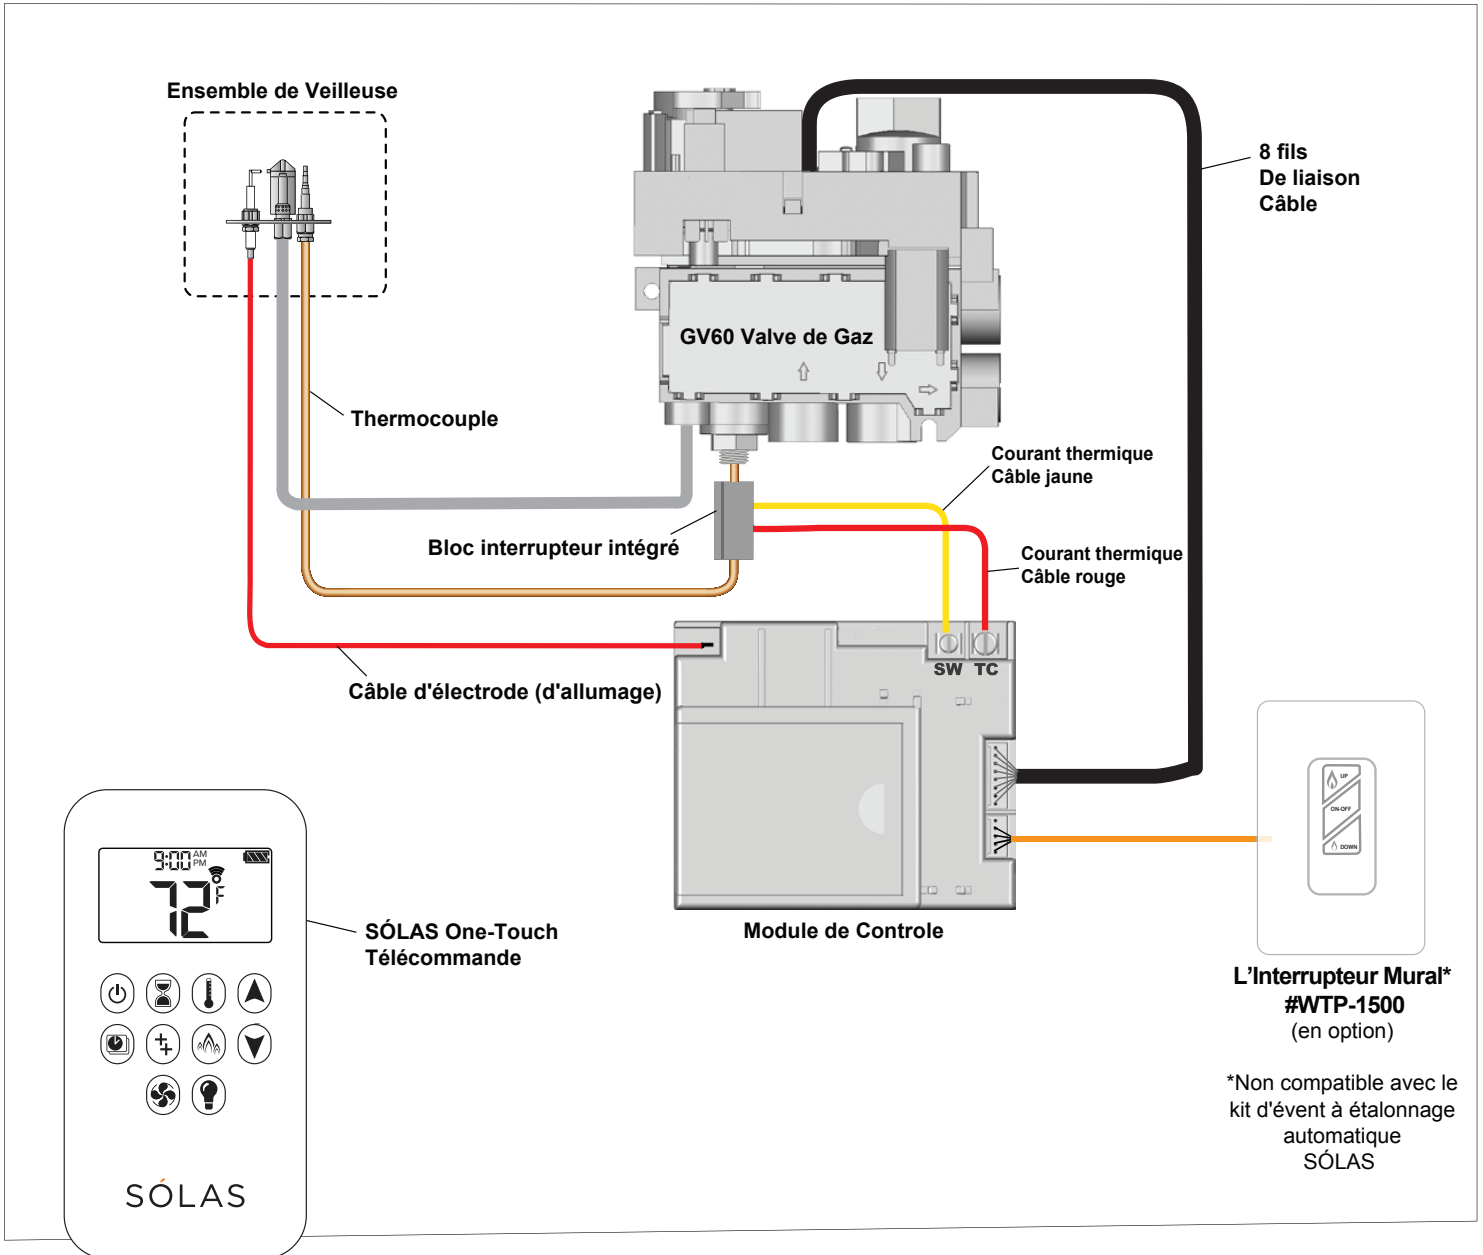 Ensemble de Veilleuse
8 fils
De liaison
Câble
GV60 Valve de Gaz
Thermocouple
Courant thermique
Câble jaune
Bloc interrupteur intégré
Courant thermique
Câble rouge
SW TC
Câble d'électrode (d'allumage)
UP
ON-OFF
DOWN
9:00 AM
PM
72 F
SÓLAS One-Touch
Télécommande
Module de Controle
L’Interrupteur Mural*
#WTP-1500
(en option)
*Non compatible avec le
kit d'évent à étalonnage
automatique
SÓLAS
SÓLAS